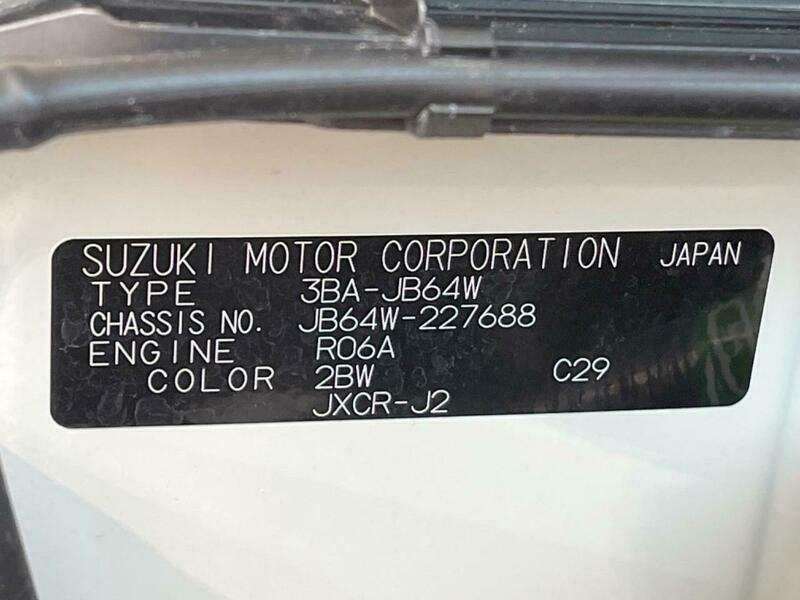 SUZUKI MOTOR CORPORATION JAPAN
TYPE 3BA-JB64W
CHASSIS NO. JB64W-227688
ENGINE R06A
COLOR 2BW C29
JXCR-J2